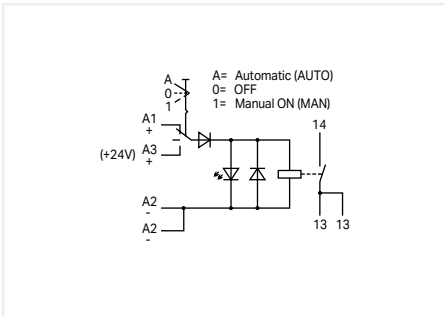 A
0
1
A= Automatic (AUTO)
0= OFF
1= Manual ON (MAN)
A1
+
(+24V) A3
+
A2
-
A2
-
14
13 13